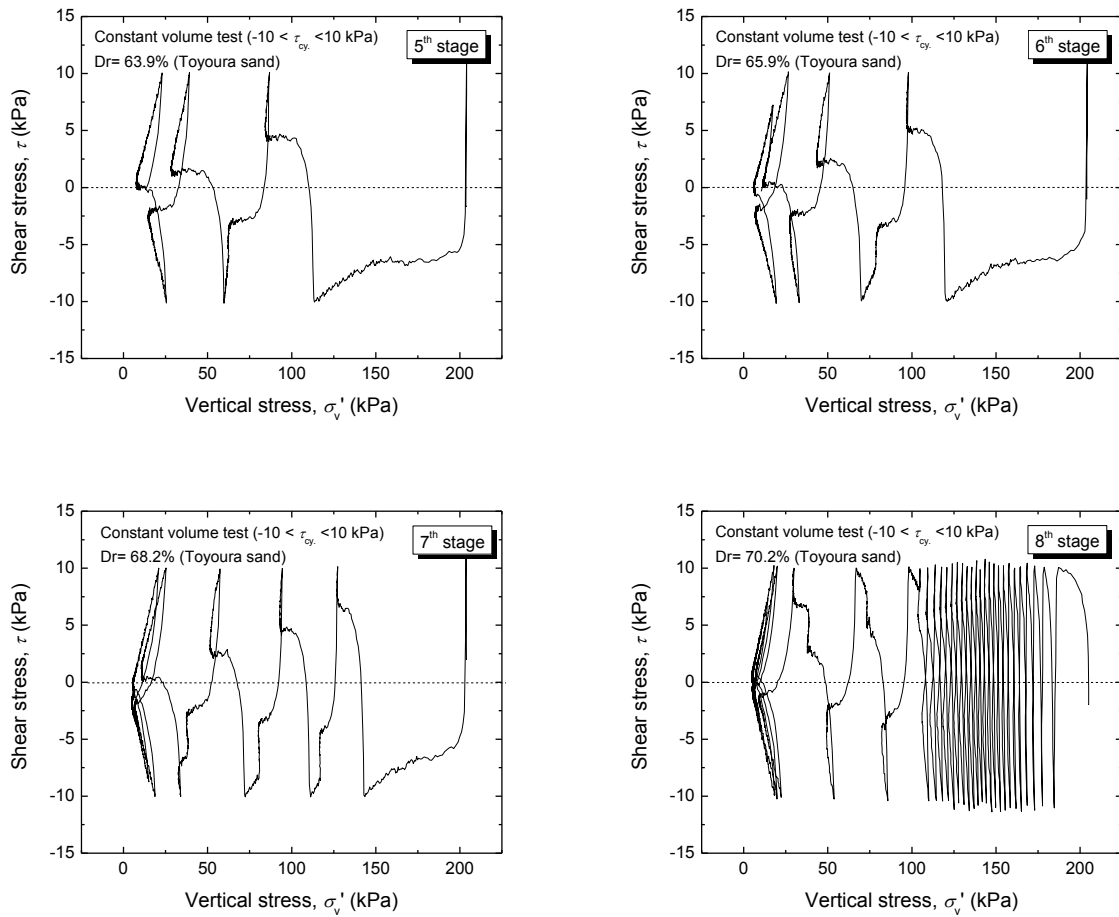 Constant volume test (-10 < τcy. <10 kPa)
Dr= 63.9% (Toyoura sand)
5th stage
15
10
5
0
-5
-10
-15
Shear stress, τ (kPa)
0 50 100 150 200
Vertical stress, σv' (kPa)
Constant volume test (-10 < τcy. <10 kPa)
Dr= 65.9% (Toyoura sand)
6th stage
15
10
5
0
-5
-10
-15
Shear stress, τ (kPa)
0 50 100 150 200
Vertical stress, σv' (kPa)
Constant volume test (-10 < τcy. <10 kPa)
Dr= 68.2% (Toyoura sand)
7th stage
15
10
5
0
-5
-10
-15
Shear stress, τ (kPa)
0 50 100 150 200
Vertical stress, σv' (kPa)
Constant volume test (-10 < τcy. <10 kPa)
Dr= 70.2% (Toyoura sand)
8th stage
15
10
5
0
-5
-10
-15
Shear stress, τ (kPa)
0 50 100 150 200
Vertical stress, σv' (kPa)